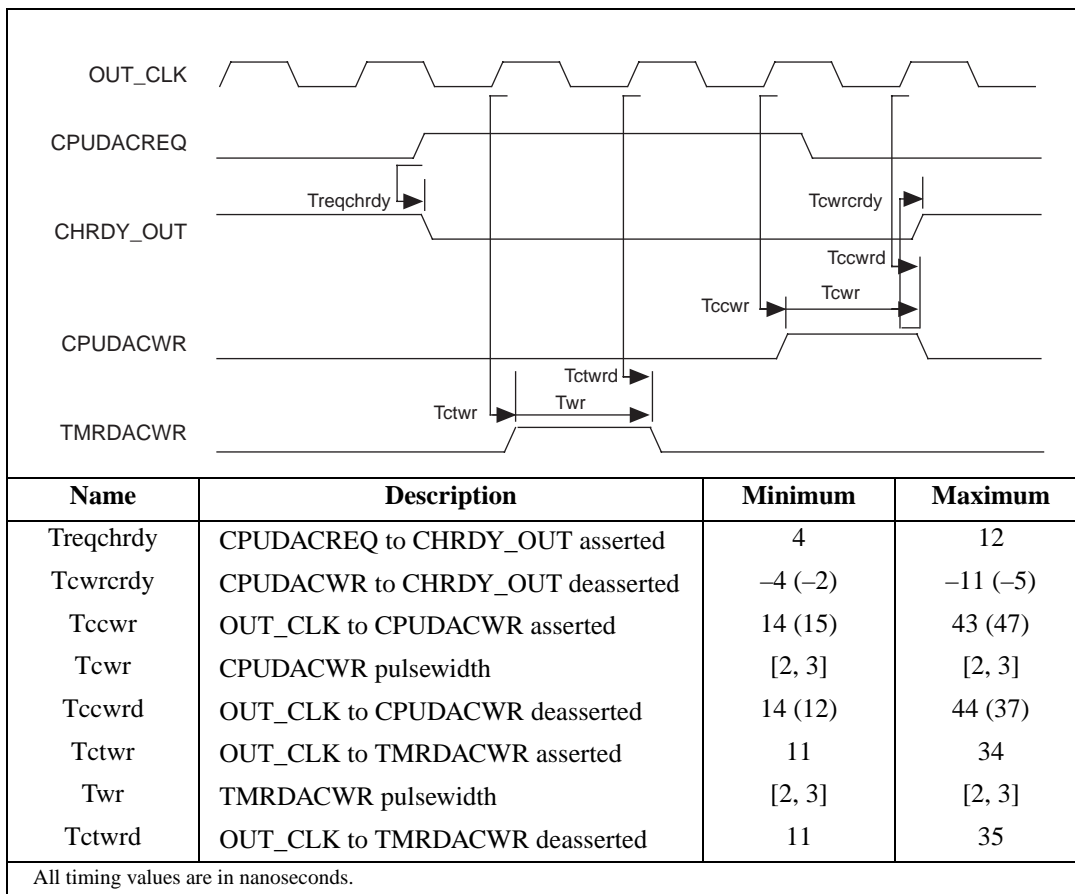 OUT_CLK
CPUDACREQ
Treqchrdy
Tcwrcrdy
CHRDY_OUT
Tccwrd
Tccwr
Tcwr
CPUDACWR
Tctwrd
Tctwr
Twr
TMRDACWR
Name Description Minimum Maximum
Treqchrdy CPUDACREQ to CHRDY_OUT asserted 4 12
Tcwrcrdy CPUDACWR to CHRDY_OUT deasserted –4 (–2) –11 (–5)
Tccwr OUT_CLK to CPUDACWR asserted 14 (15) 43 (47)
Tcwr CPUDACWR pulsewidth [2, 3] [2, 3]
Tccwrd OUT_CLK to CPUDACWR deasserted 14 (12) 44 (37)
Tctwr OUT_CLK to TMRDACWR asserted 11 34
Twr TMRDACWR pulsewidth [2, 3] [2, 3]
Tctwrd OUT_CLK to TMRDACWR deasserted 11 35
All timing values are in nanoseconds.